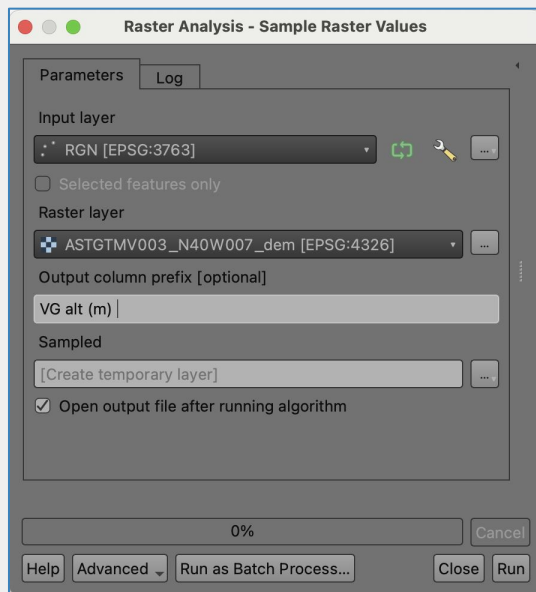 Raster Analysis - Sample Raster Values
Parameters Log
Input layer
RGN [EPSG:3763]
...
Selected features only
Raster layer
ASTGTMV003_N40W007_dem [EPSG:4326]
...
Output column prefix [optional]
VG alt (m)
Sampled
[Create temporary layer]
...
Open output file after running algorithm
0%
Cancel
Help Advanced Run as Batch Process... Close Run